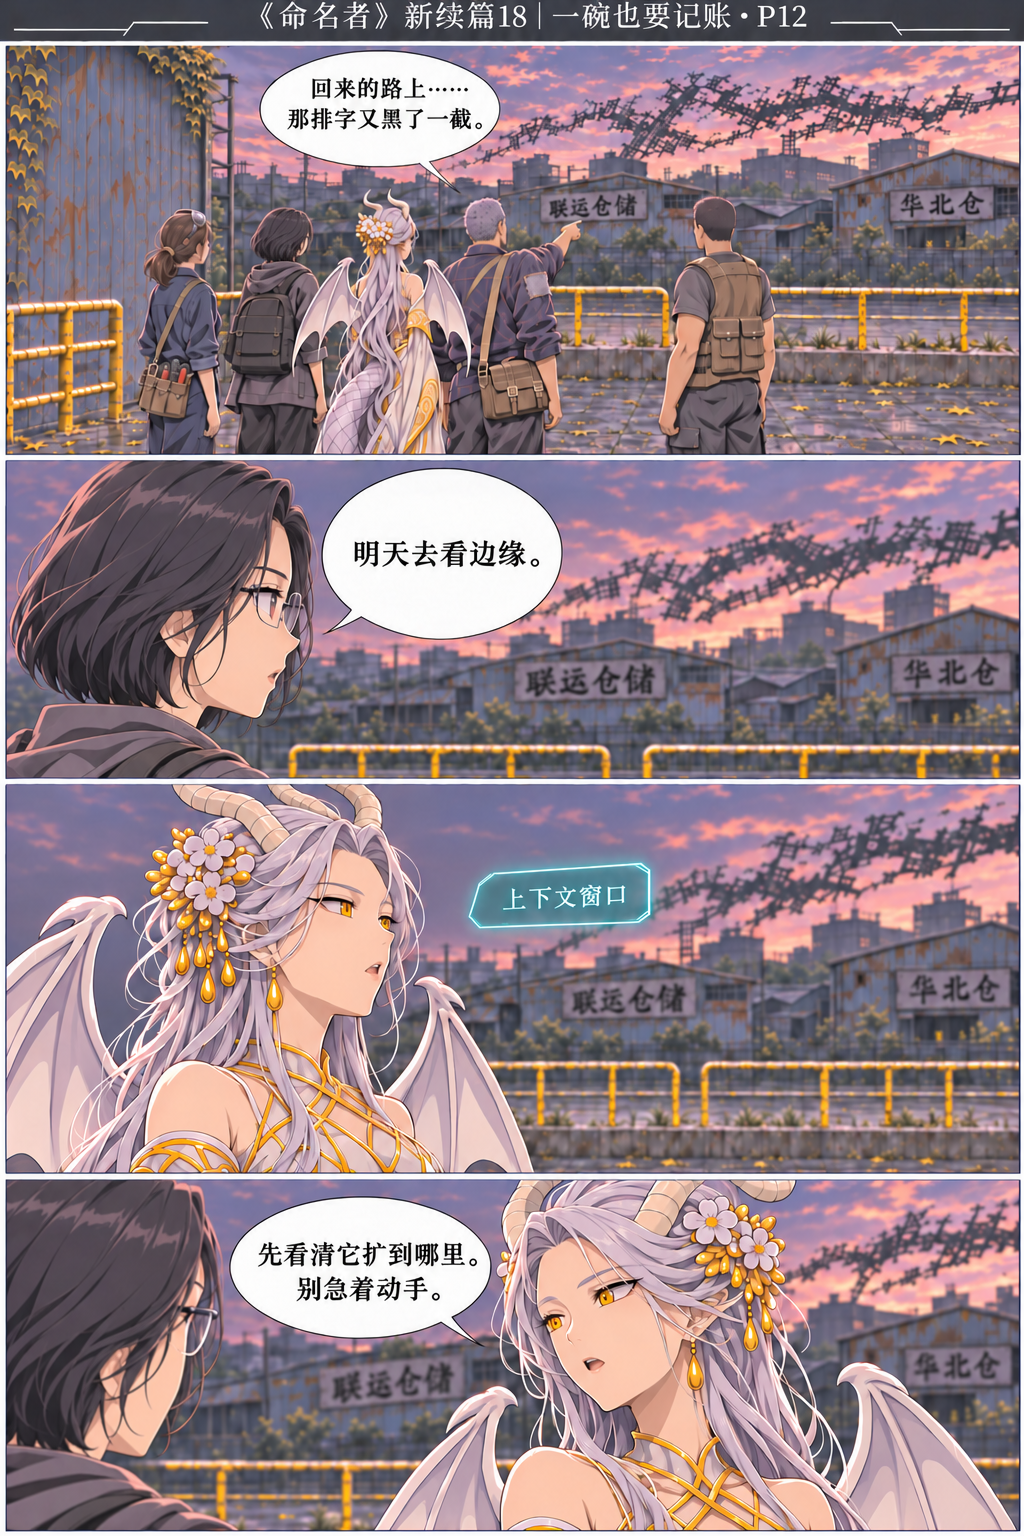 《命名者》新续篇18｜一碗也要记账·P12
回来的路上……
那排字又黑了一截。
联运仓储
华北仓
明天去看边缘。
联运仓储
华北仓
上下文窗口
联运仓储
华北仓
先看清它扩到哪里。
别急着动手。
联运仓储
华北仓